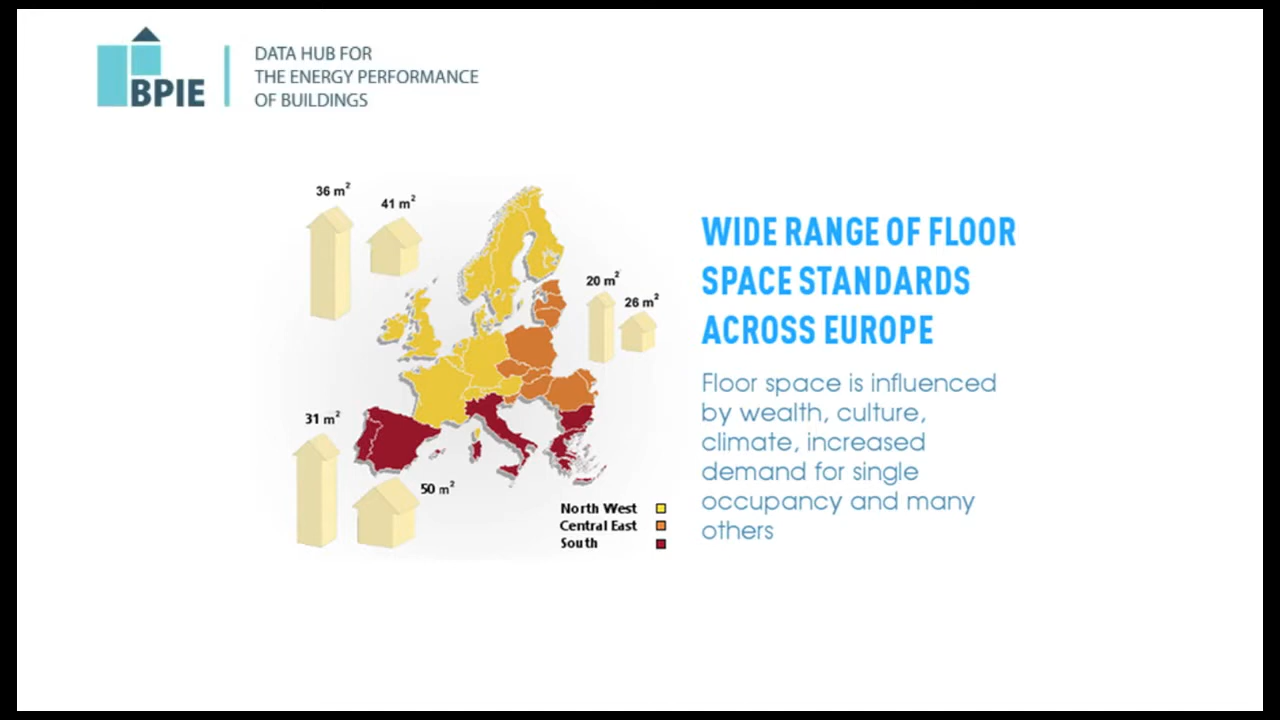 BPIE
DATA HUB FOR
THE ENERGY PERFORMANCE
OF BUILDINGS
36 m²
41 m²
20 m²
26 m²
31 m²
50 m²
North West
Central East
South
WIDE RANGE OF FLOOR
SPACE STANDARDS
ACROSS EUROPE
Floor space is influenced
by wealth, culture,
climate, increased
demand for single
occupancy and many
others